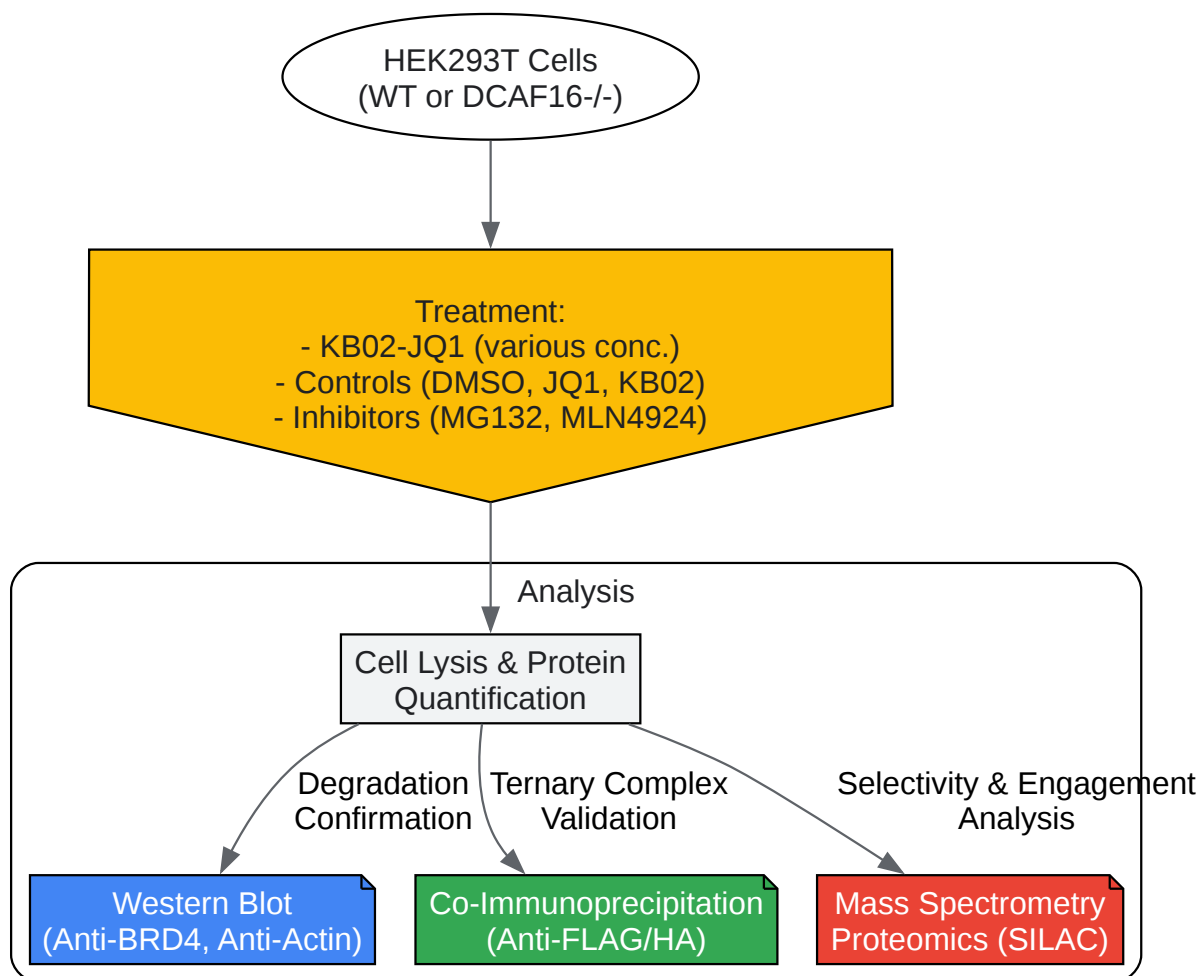 HEK293T Cells
(WT or DCAF16-/-)
Treatment:
- KB02-JQ1 (various conc.)
- Controls (DMSO, JQ1, KB02)
- Inhibitors (MG132, MLN4924)
Analysis
Cell Lysis & Protein
Quantification
Degradation
Confirmation
Ternary Complex
Validation
Selectivity & Engagement
Analysis
Western Blot
(Anti-BRD4, Anti-Actin)
Co-Immunoprecipitation
(Anti-FLAG/HA)
Mass Spectrometry
Proteomics (SILAC)